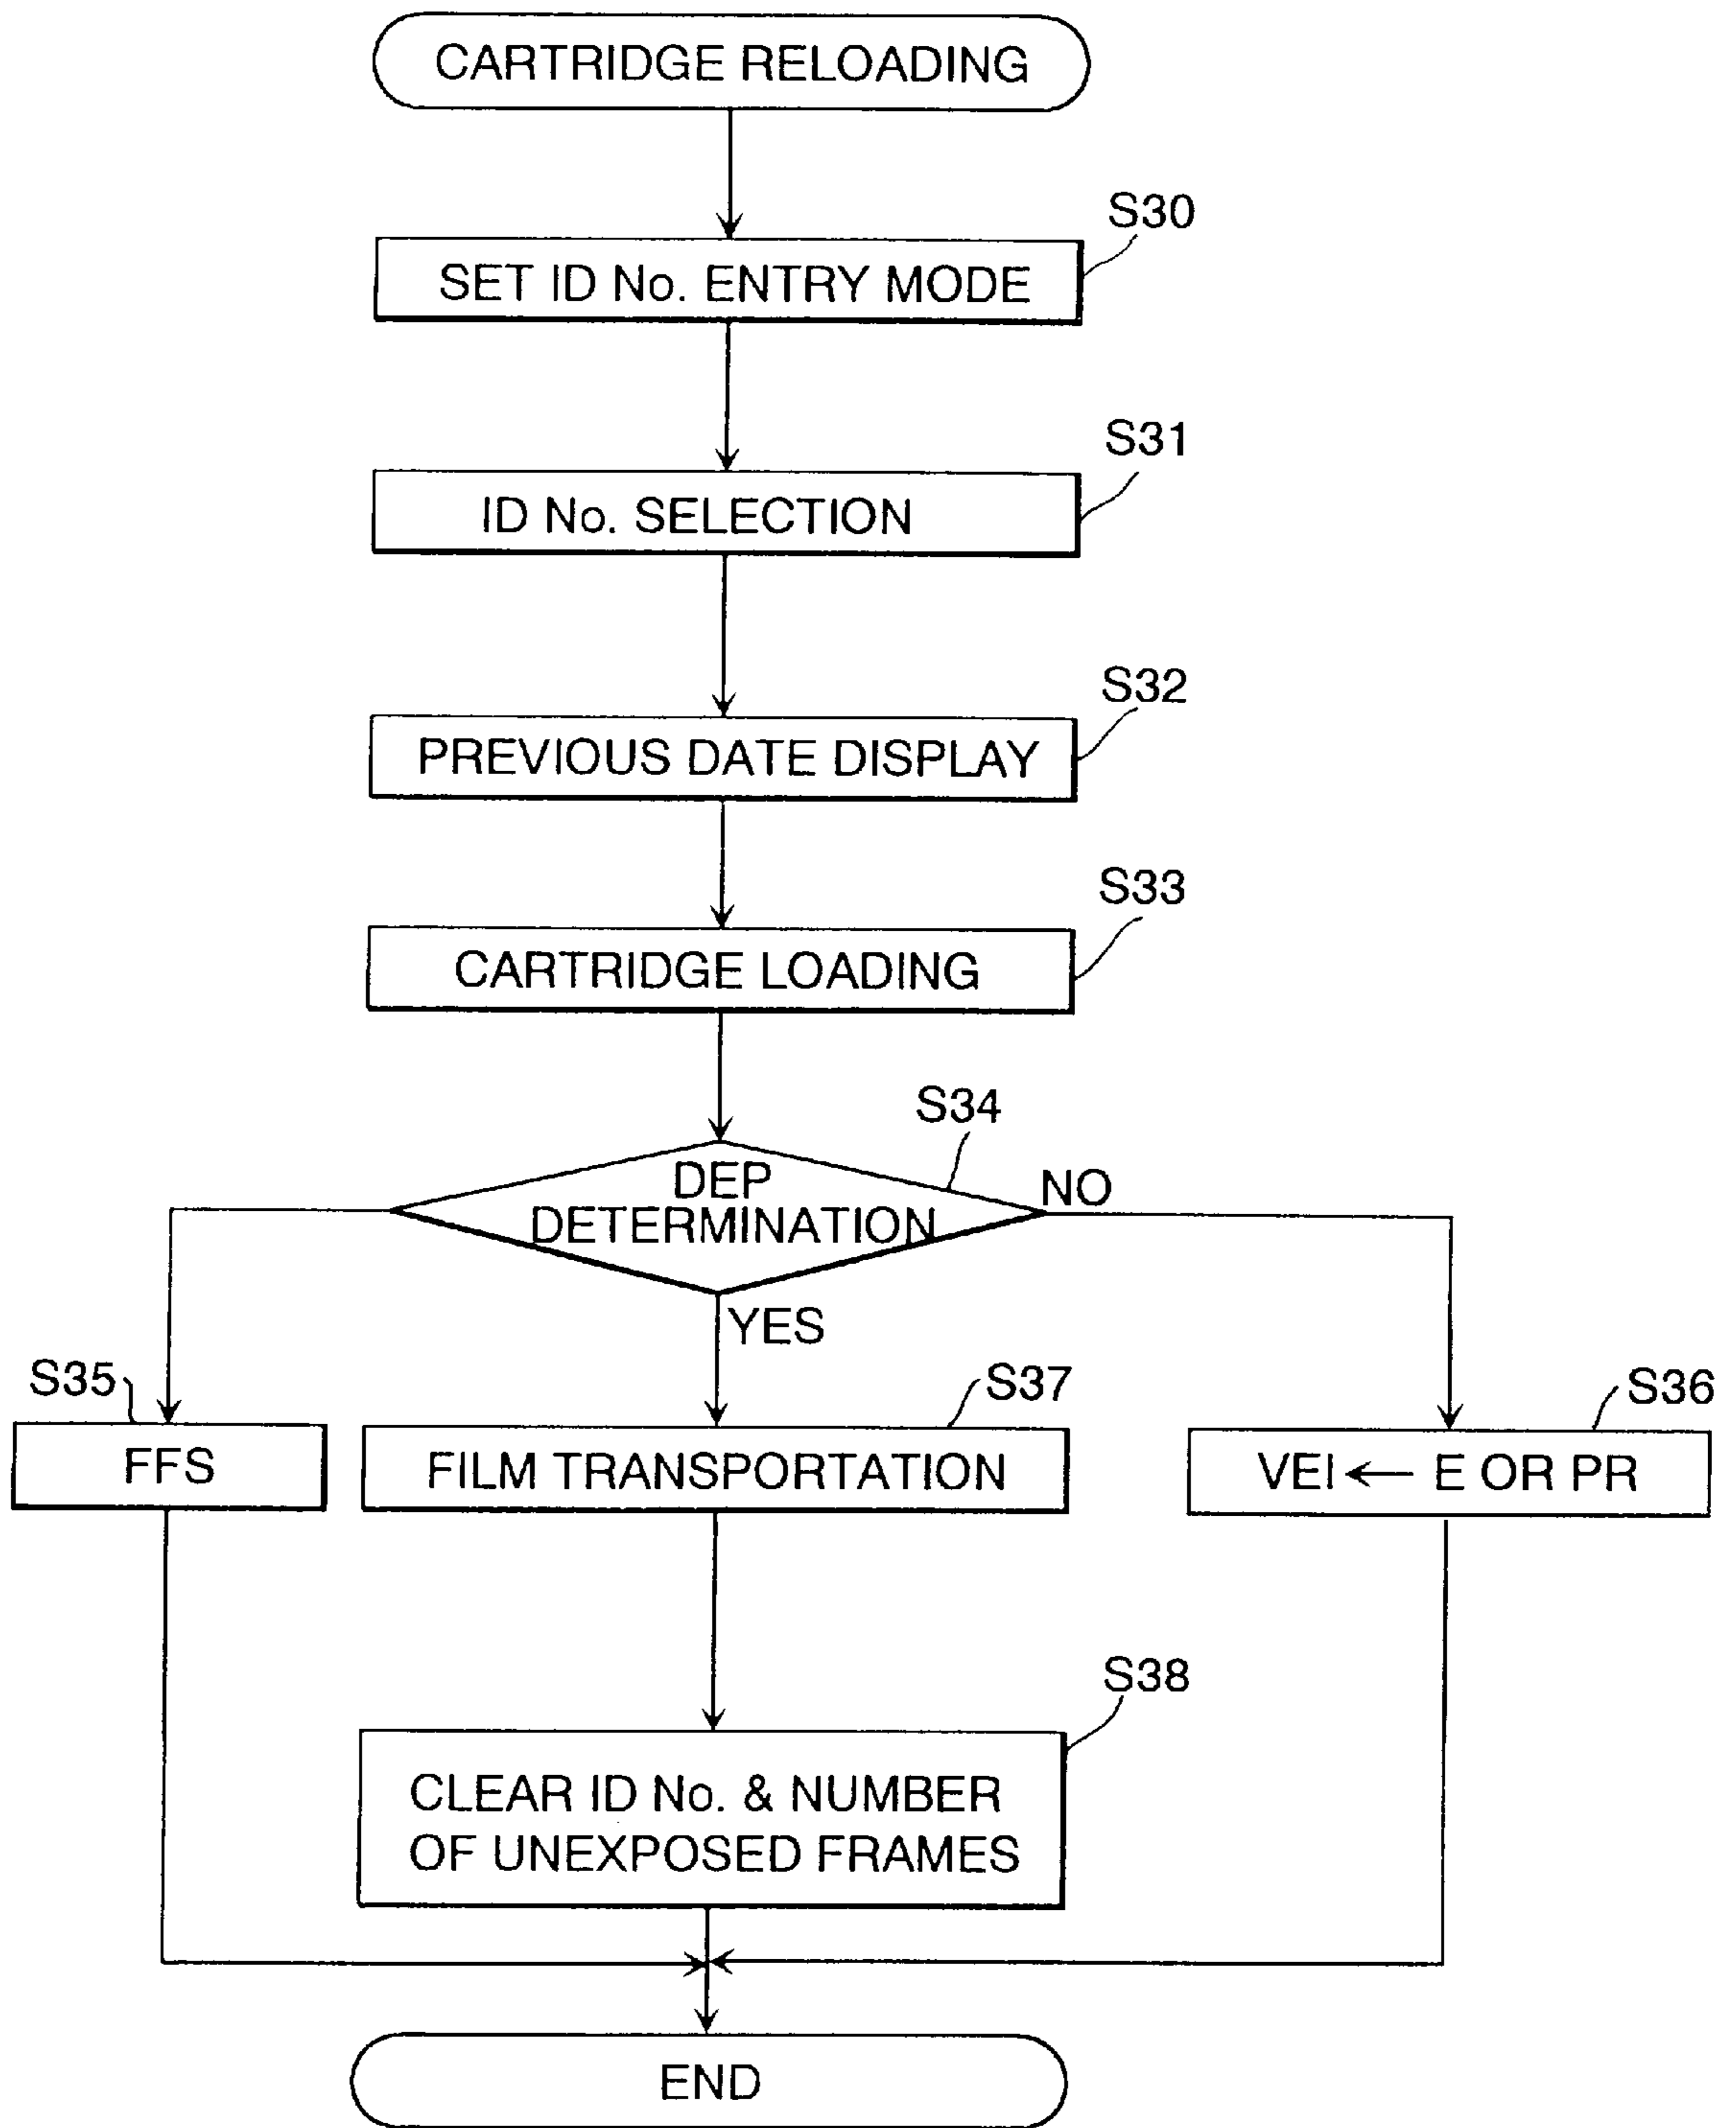 CARTRIDGE RELOADING
S30
SET ID No. ENTRY MODE
S31
ID No. SELECTION
S32
PREVIOUS DATE DISPLAY
S33
CARTRIDGE LOADING
S34
DEP
DETERMINATION
NO
YES
S35
FFS
S37
FILM TRANSPORTATION
S36
VEI ← E OR PR
S38
CLEAR ID No. & NUMBER
OF UNEXPOSED FRAMES
END